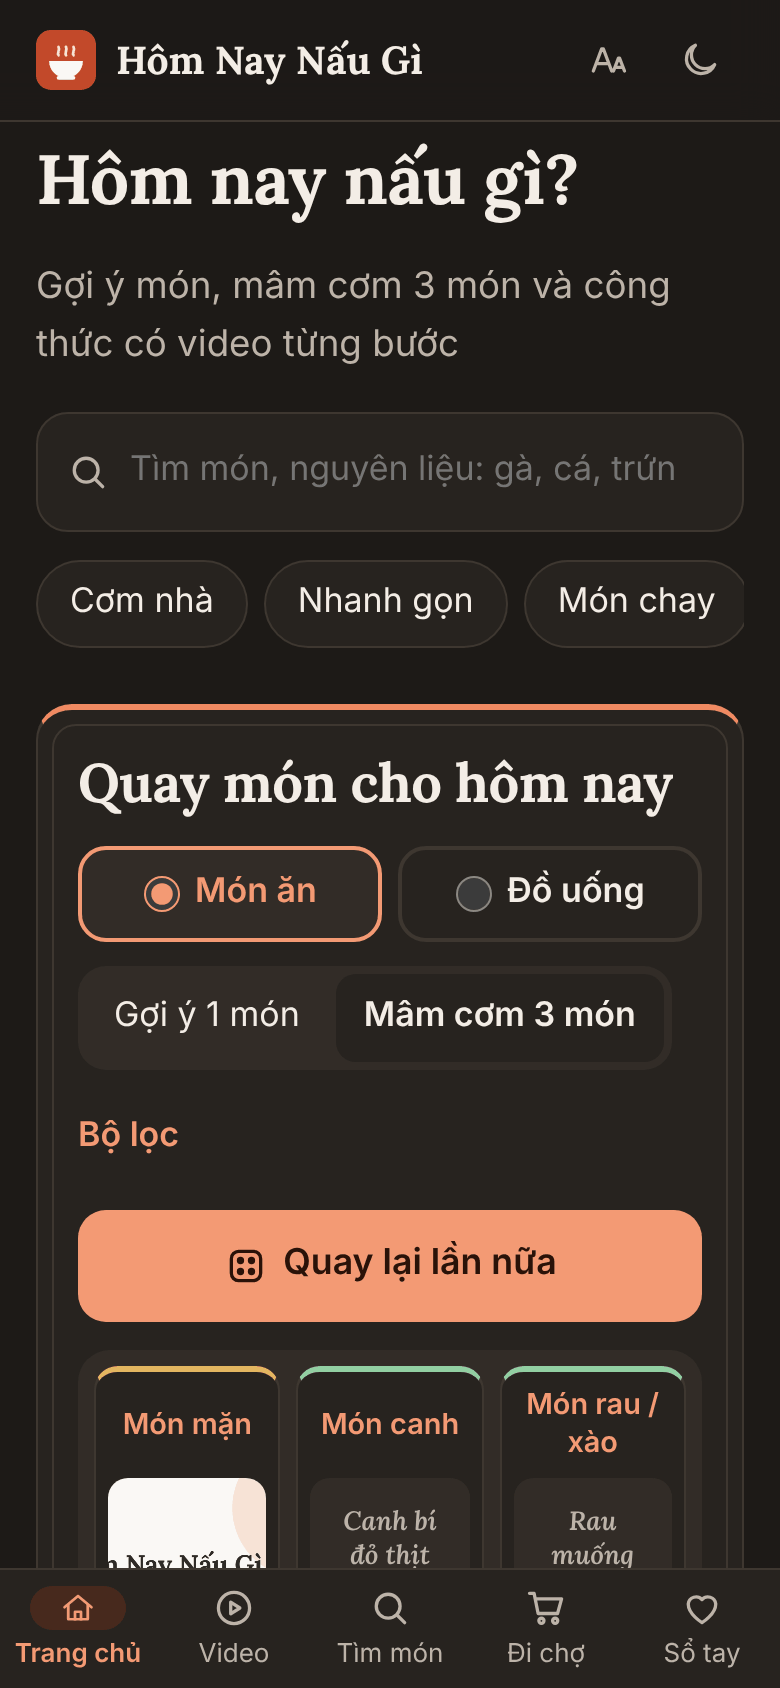 Hôm Nay Nấu Gì
Hôm nay nấu gì?
Gợi ý món, mâm cơm 3 món và công
thức có video từng bước
Tìm món, nguyên liệu: gà, cá, trứn
Cơm nhà
Nhanh gọn
Món chay
Quay món cho hôm nay
Món ăn
Đồ uống
Gợi ý 1 món
Mâm cơm 3 món
Bộ lọc
Quay lại lần nữa
Món mặn
Món canh
Món rau /
xào
Nay Nấu Gì
Canh bí
đỏ thịt
Rau
muống
Trang chủ
Video
Tìm món
Đi chợ
Sổ tay